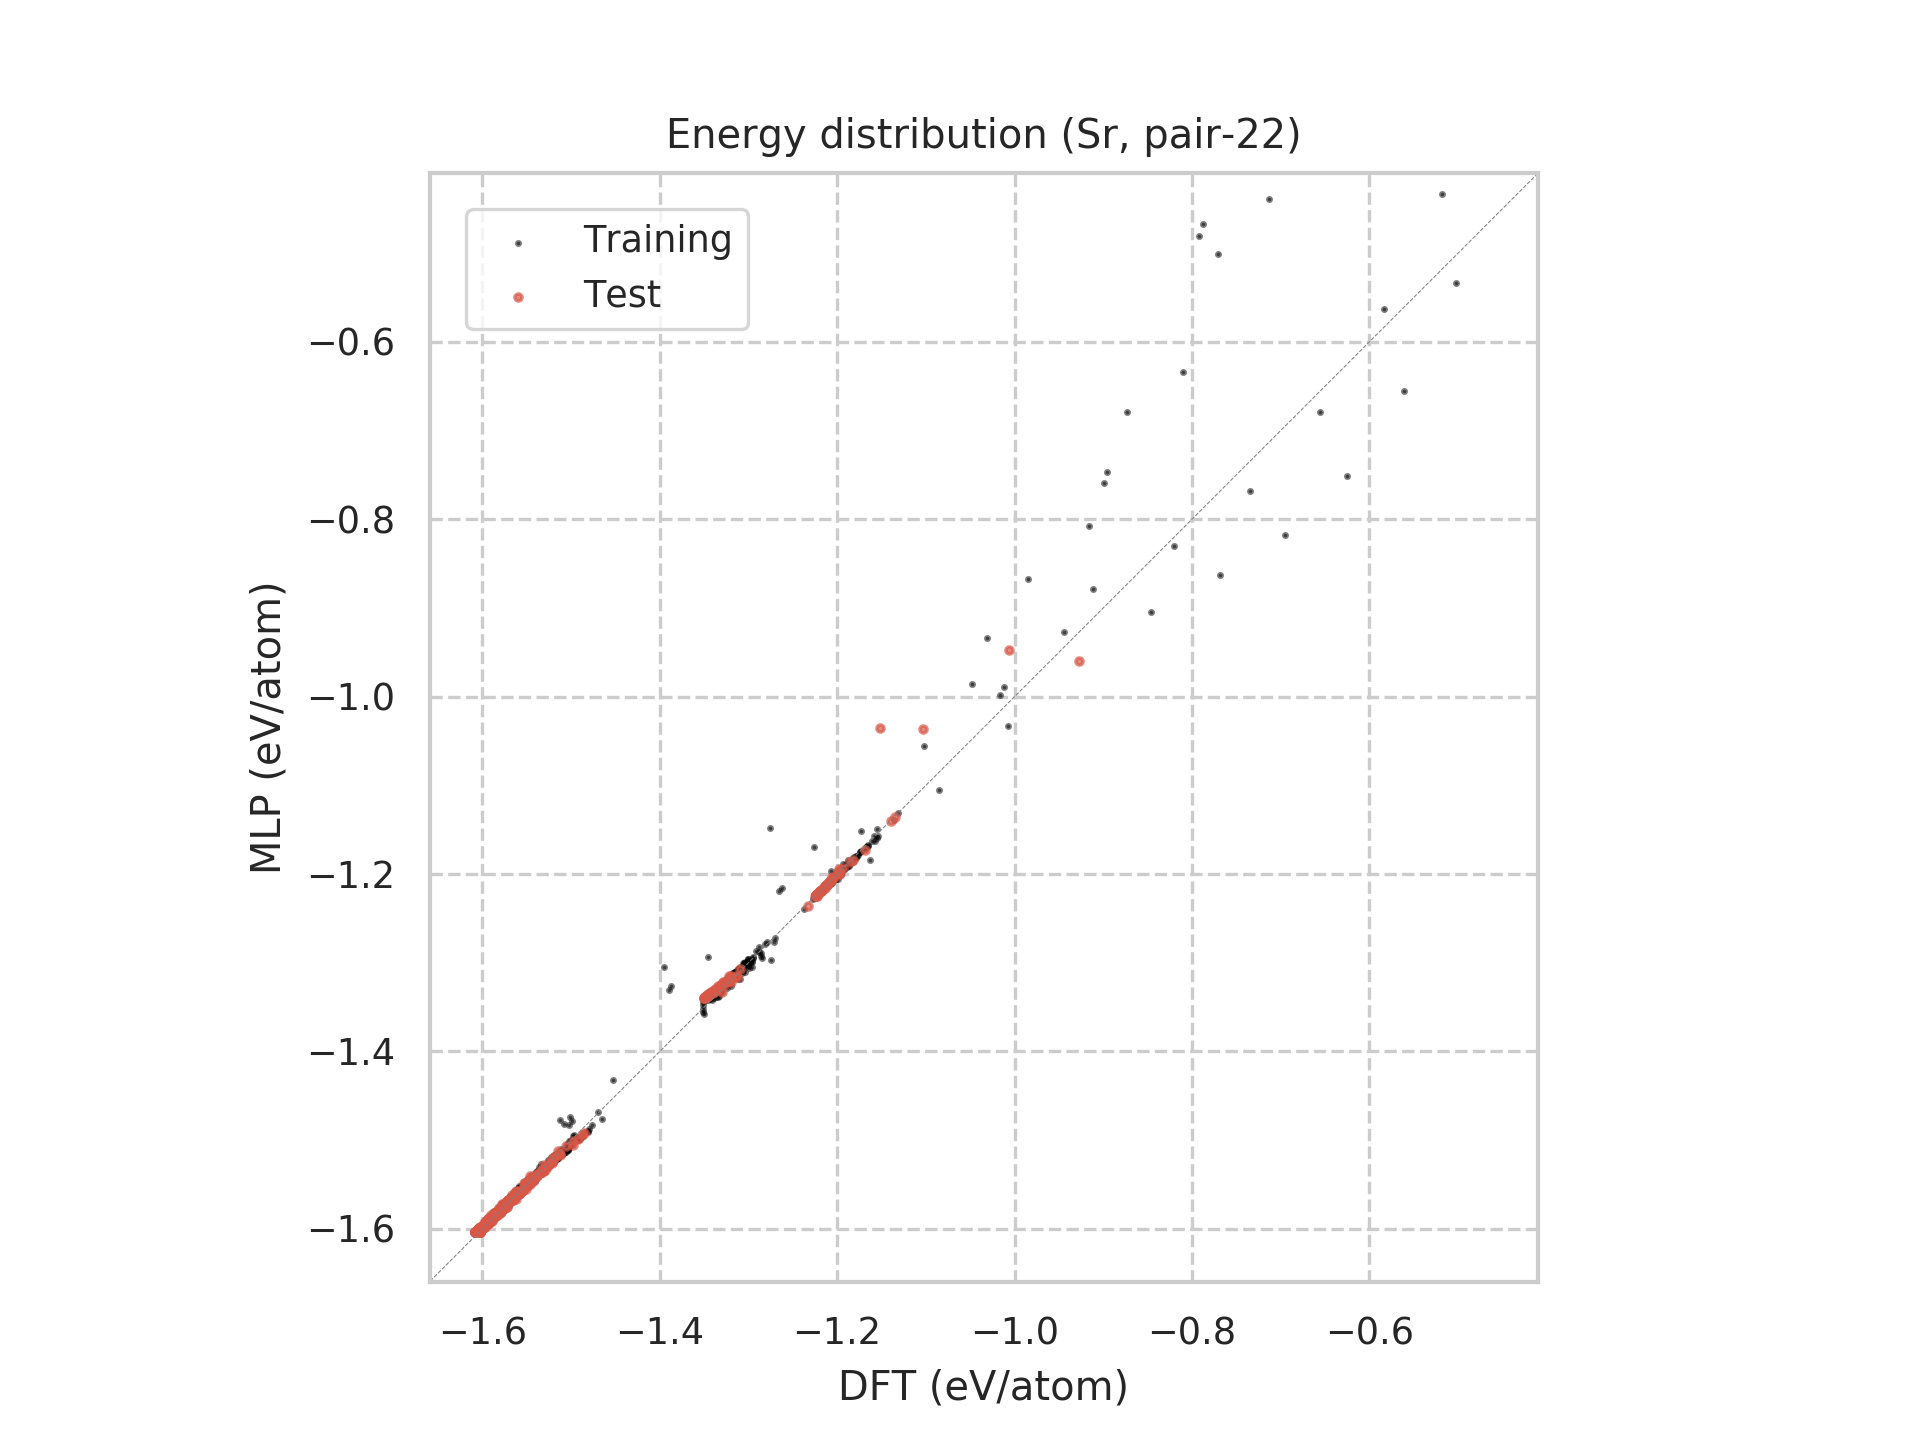 Energy distribution (Sr, pair-22)
Training
Test
−0.6
−0.8
−1.0
−1.2
−1.4
−1.6
MLP (eV/atom)
−1.6 −1.4 −1.2 −1.0 −0.8 −0.6
DFT (eV/atom)